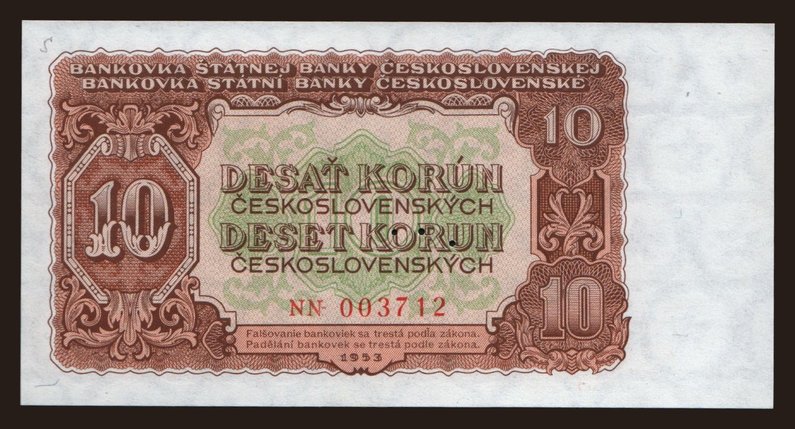 BANKOVKA ŠTÁTNEJ BANKY ČESKOSLOVENSKEJ
BANKOVKA STÁTNÍ BANKY ČESKOSLOVENSKÉ
10
10
DESAŤ KORÚN
ČESKOSLOVENSKÝCH
DESET KORUN
ČESKOSLOVENSKÝCH
10
NN 003712
Falšovanie bankoviek sa trestá podľa zákona.
Padělání bankovek se trestá podle zákona.
1953